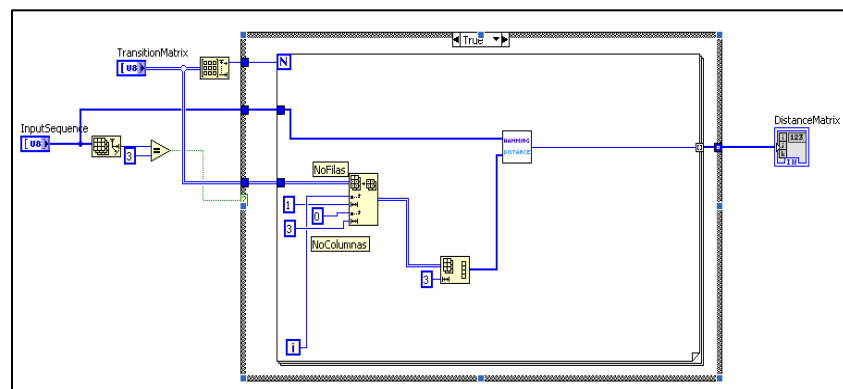 True
TransitionMatrix
[U8]
N
InputSequence
[U8]
3
=
?
HAMMING
DISTANCE
DistanceMatrix
123
NoFilas
1
0
3
NoColumnas
3
i